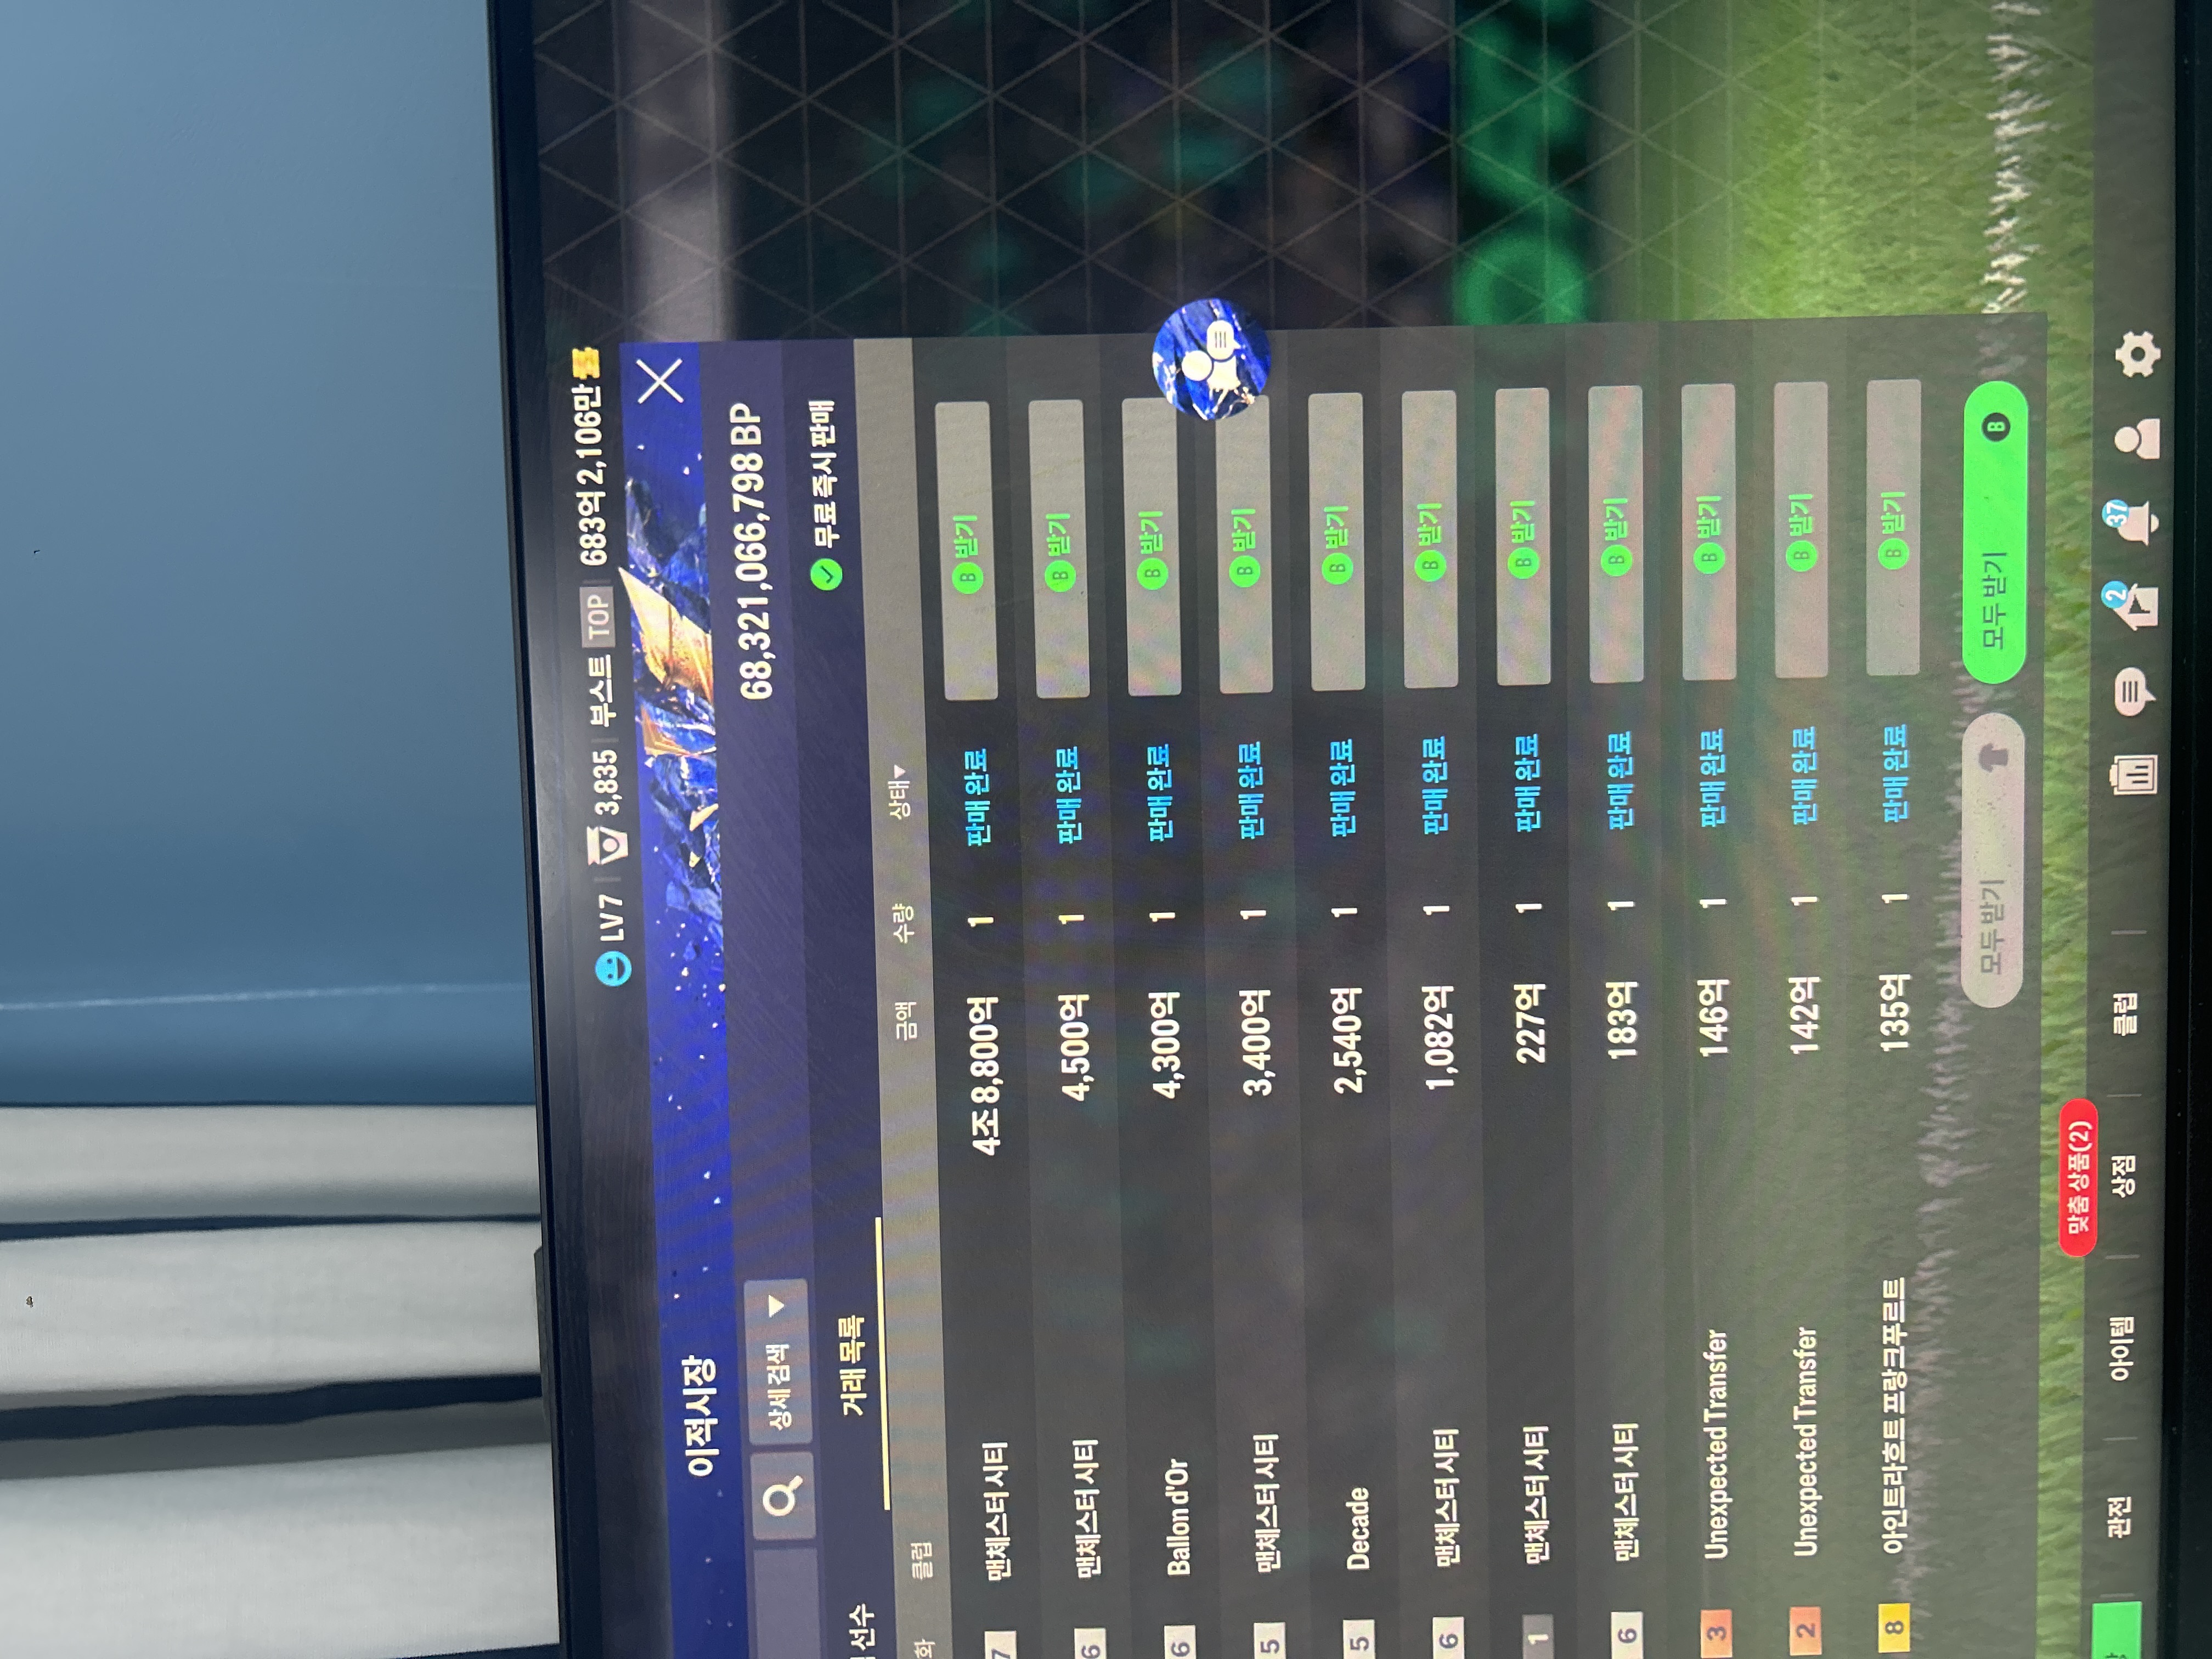 LV 7 3,835 부스트 TOP 683억 2,106만
이적시장
상세 검색 68,321,066,798 BP
선수 거래 목록 무료 즉시 판매
화 클럽 금액 수량 상태▼
7 맨체스터 시티 4조 8,800억 1 판매 완료 B 받기
6 맨체스터 시티 4,500억 1 판매 완료 B 받기
6 Ballon d'Or 4,300억 1 판매 완료 B 받기
5 맨체스터 시티 3,400억 1 판매 완료 B 받기
5 Decade 2,540억 1 판매 완료 B 받기
6 맨체스터 시티 1,082억 1 판매 완료 B 받기
1 맨체스터 시티 227억 1 판매 완료 B 받기
6 맨체스터 시티 183억 1 판매 완료 B 받기
3 Unexpected Transfer 146억 1 판매 완료 B 받기
2 Unexpected Transfer 142억 1 판매 완료 B 받기
8 아인트라흐트 프랑크푸르트 135억 1 판매 완료 B 받기
모두 받기 모두 받기 B
맞춤 상품(2)
관전 아이템 상점 클럽 2 37